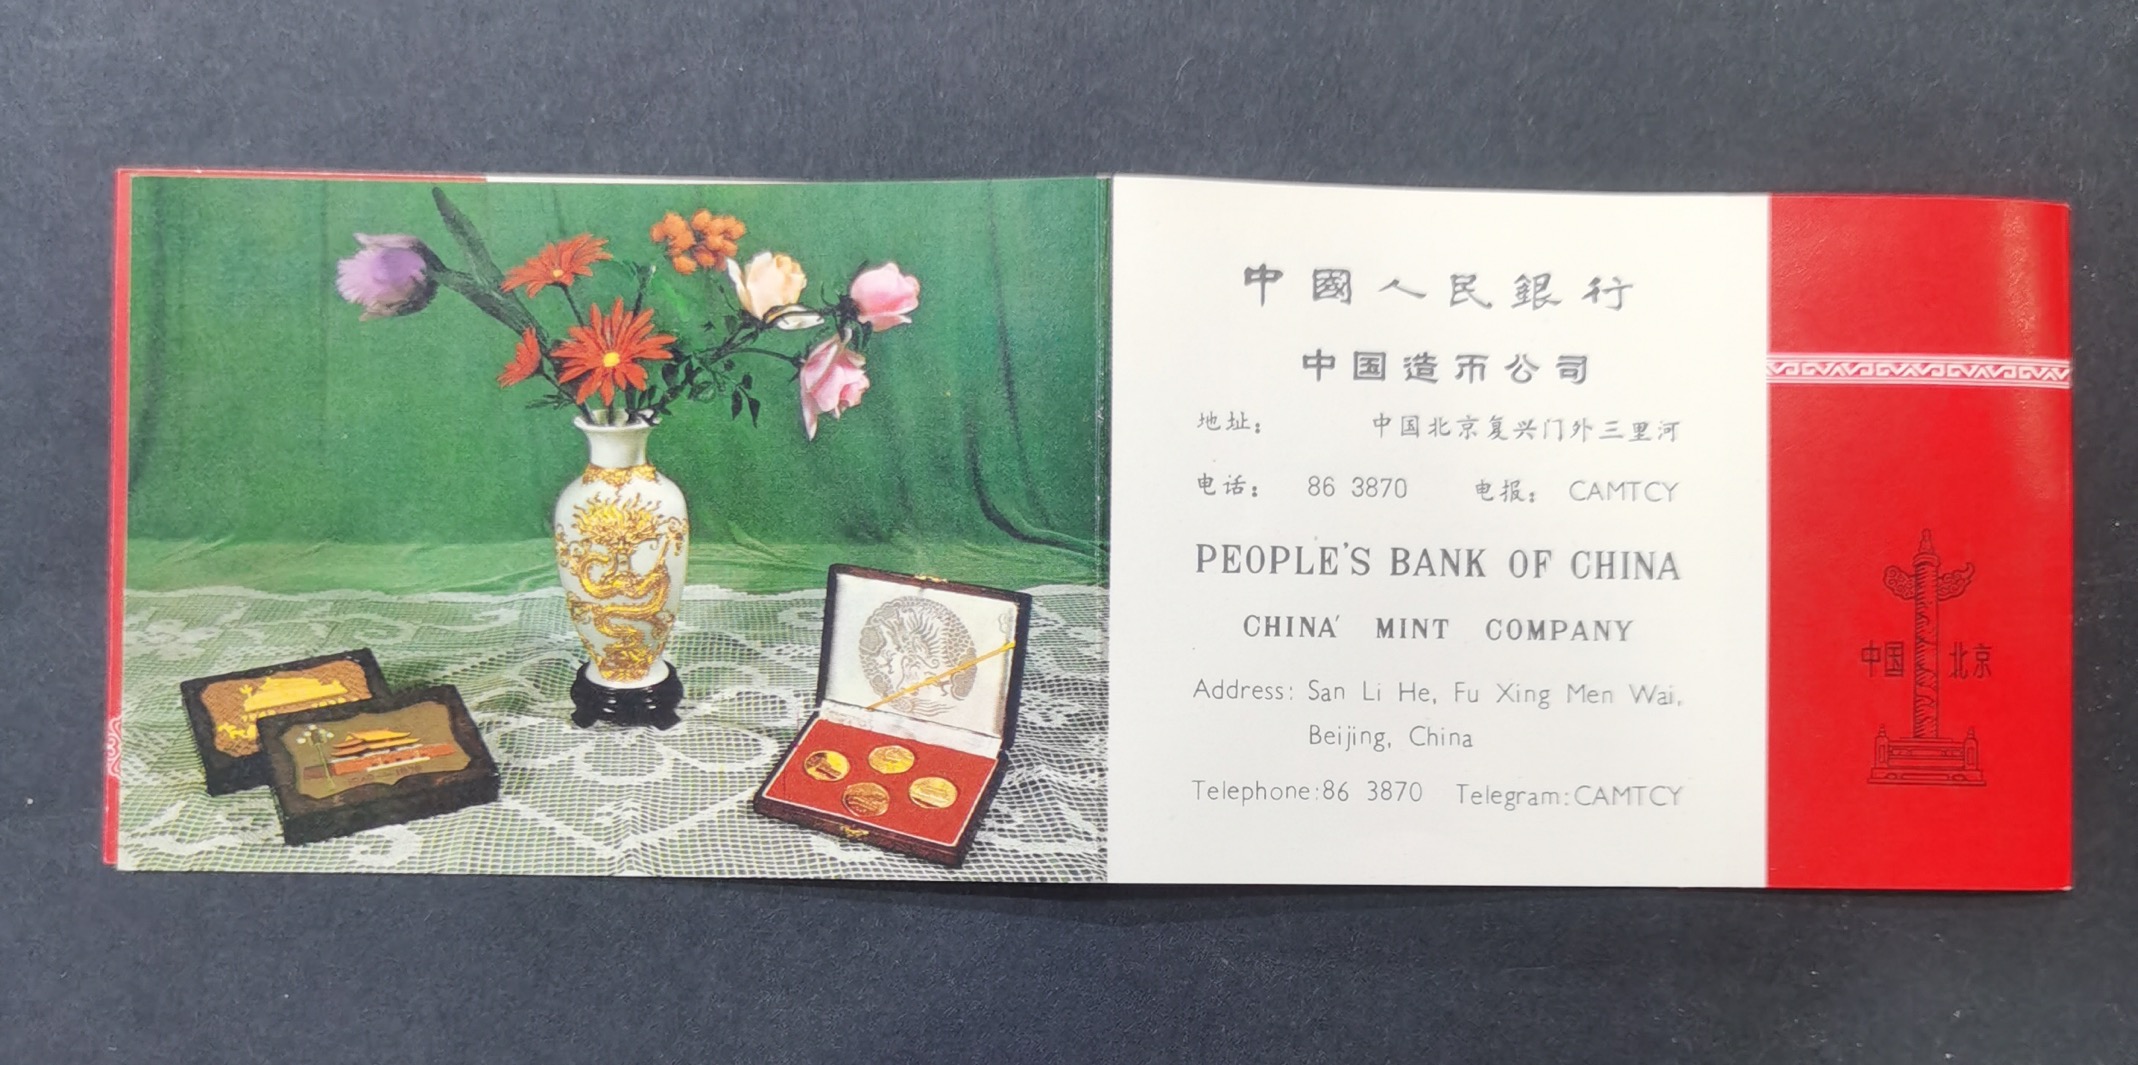 中國人民銀行
中国造币公司
地址： 中国北京复兴门外三里河
电话： 86 3870 电报： CAMTCY
PEOPLE'S BANK OF CHINA
CHINA' MINT COMPANY
Address: San Li He, Fu Xing Men Wai,
Beijing, China
Telephone:86 3870 Telegram:CAMTCY
中国 北京